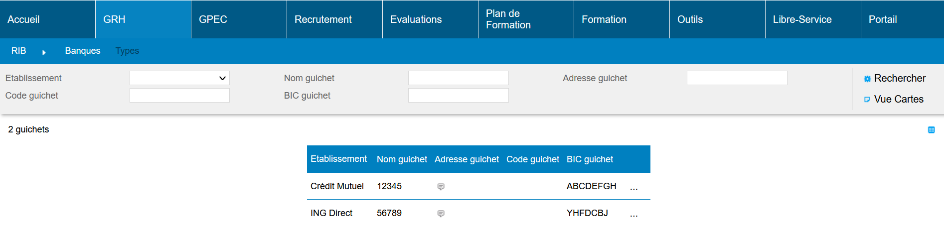 Accueil GRH GPEC Recrutement Evaluations Plan de Formation Formation Outils Libre-Service Portail
RIB Banques Types
Etablissement Nom guichet Adresse guichet Rechercher
Code guichet BIC guichet Vue Cartes
2 guichets
Etablissement Nom guichet Adresse guichet Code guichet BIC guichet
Crédit Mutuel 12345 ABCDEFGH ...
ING Direct 56789 YHFDCBJ ...